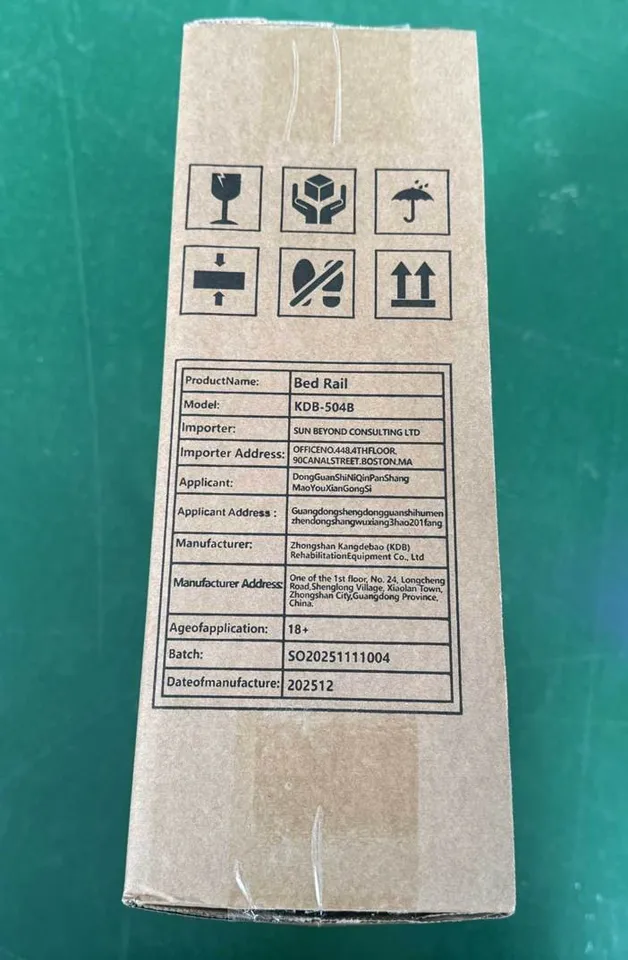 ProductName: Bed Rail
Model: KDB-504B
Importer: SUN BEYOND CONSULTING LTD
Importer Address: OFFICENO.448.4THFLOOR,
90CANALSTREET.BOSTON.MA
Applicant: DongGuanShiNiQinPanShang
MaoYouXianGongSi
Applicant Address : Guangdongshengdongguanshihumen
zhendongshangwuxiang3hao201fang
Manufacturer: Zhongshan Kangdebao (KDB)
RehabilitationEquipment Co., Ltd
Manufacturer Address: One of the 1st floor, No. 24, Longcheng
Road,Shenglong Village, Xiaolan Town,
Zhongshan City,Guangdong Province,
China.
Ageofapplication: 18+
Batch: SO20251111004
Dateofmanufacture: 202512